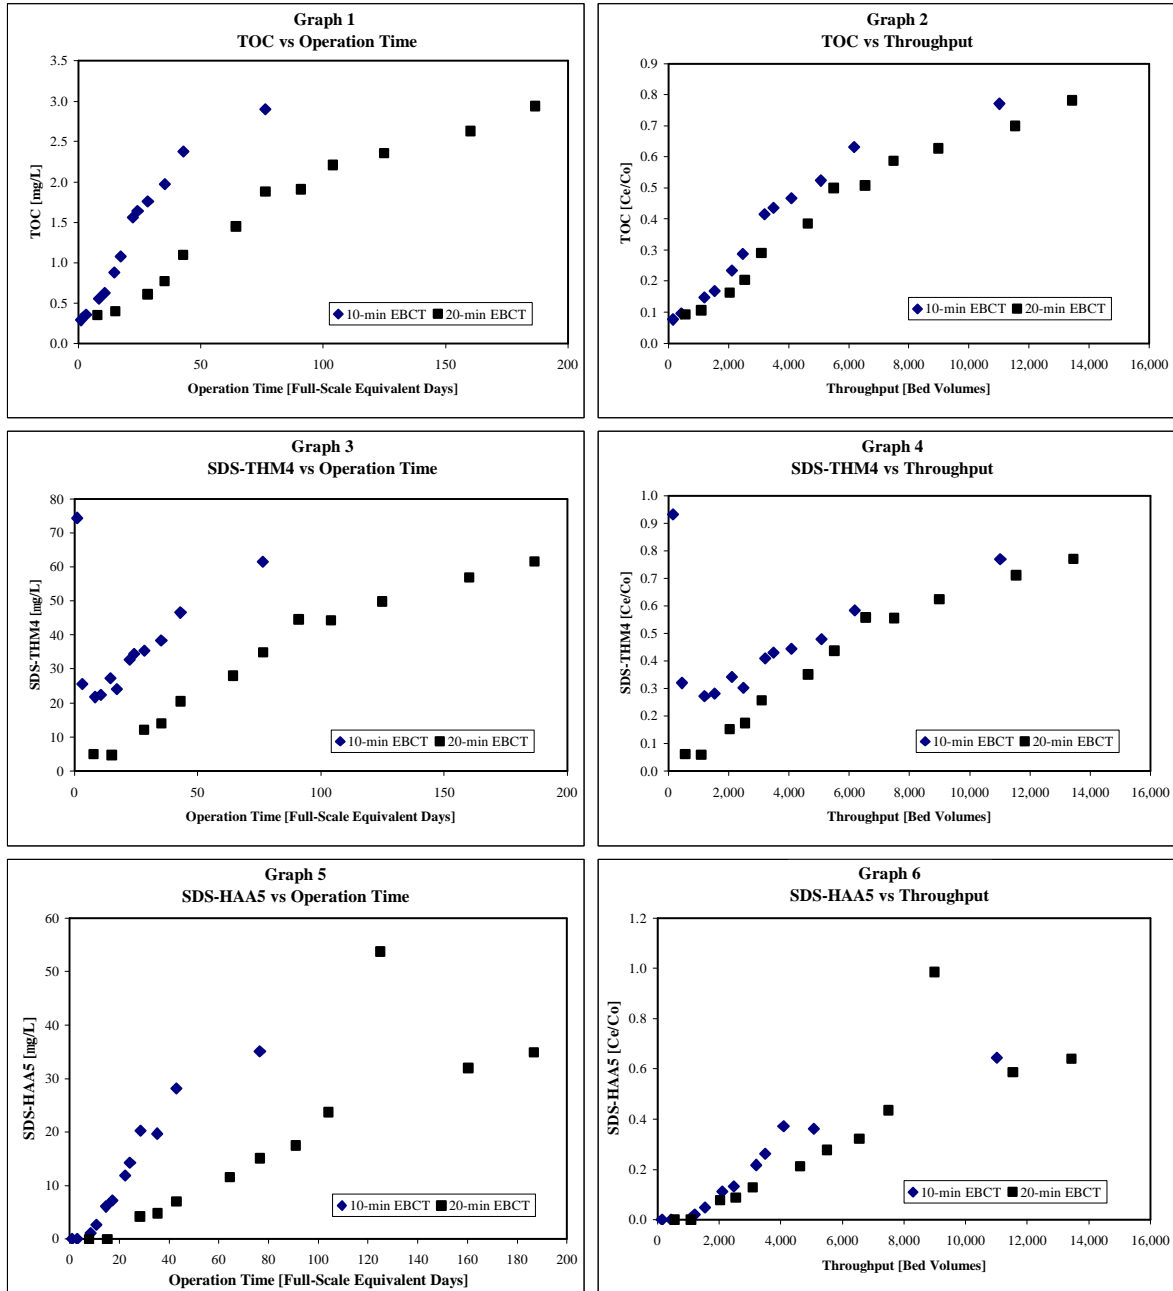 Graph 1
TOC vs Operation Time
3.5
3.0
2.5
2.0
1.5
1.0
0.5
0.0
TOC [mg/L]
10-min EBCT
20-min EBCT
0
50
100
150
200
Operation Time [Full-Scale Equivalent Days]
Graph 2
TOC vs Throughput
0.9
0.8
0.7
0.6
0.5
0.4
0.3
0.2
0.1
0.0
TOC [Ce/Co]
10-min EBCT
20-min EBCT
0
2,000
4,000
6,000
8,000
10,000
12,000
14,000
16,000
Throughput [Bed Volumes]
Graph 3
SDS-THM4 vs Operation Time
80
70
60
50
40
30
20
10
0
SDS-THM4 [mg/L]
10-min EBCT
20-min EBCT
0
50
100
150
200
Operation Time [Full-Scale Equivalent Days]
Graph 4
SDS-THM4 vs Throughput
1.0
0.9
0.8
0.7
0.6
0.5
0.4
0.3
0.2
0.1
0.0
SDS-THM4 [Ce/Co]
10-min EBCT
20-min EBCT
0
2,000
4,000
6,000
8,000
10,000
12,000
14,000
16,000
Throughput [Bed Volumes]
Graph 5
SDS-HAA5 vs Operation Time
60
50
40
30
20
10
0
SDS-HAA5 [mg/L]
10-min EBCT
20-min EBCT
0
20
40
60
80
100
120
140
160
180
200
Operation Time [Full-Scale Equivalent Days]
Graph 6
SDS-HAA5 vs Throughput
1.2
1.0
0.8
0.6
0.4
0.2
0.0
SDS-HAA5 [Ce/Co]
10-min EBCT
20-min EBCT
0
2,000
4,000
6,000
8,000
10,000
12,000
14,000
16,000
Throughput [Bed Volumes]